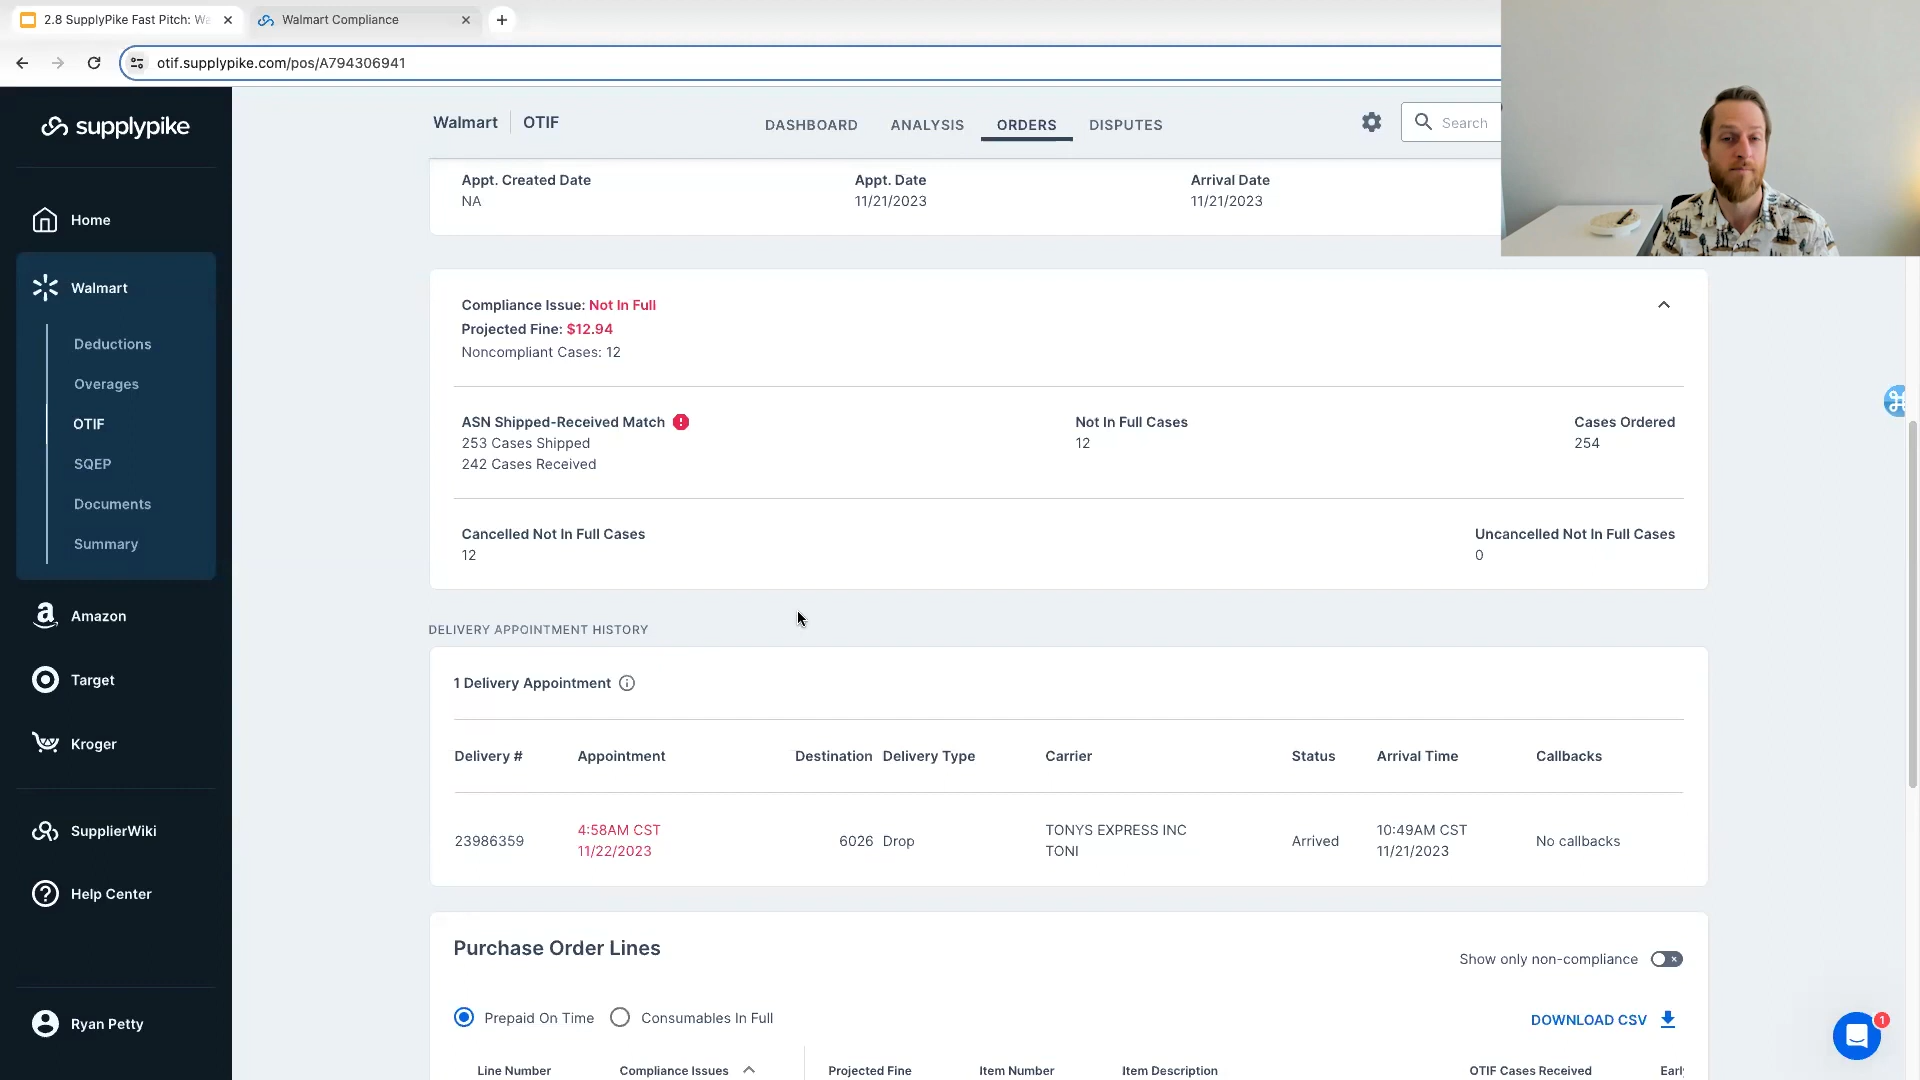 2.8 SupplyPike Fast Pitch: Wa
Walmart Compliance
otif.supplypike.com/pos/A794306941
supplypike
Home
Walmart
Deductions
Overages
OTIF
SQEP
Documents
Summary
Amazon
Target
Kroger
SupplierWiki
Help Center
Ryan Petty
Walmart OTIF
DASHBOARD ANALYSIS ORDERS DISPUTES
Search
Appt. Created Date Appt. Date Arrival Date
NA 11/21/2023 11/21/2023
Compliance Issue: Not In Full
Projected Fine: $12.94
Noncompliant Cases: 12
ASN Shipped-Received Match Not In Full Cases Cases Ordered
253 Cases Shipped 12 254
242 Cases Received
Cancelled Not In Full Cases Uncancelled Not In Full Cases
12 0
DELIVERY APPOINTMENT HISTORY
1 Delivery Appointment
Delivery # Appointment Destination Delivery Type Carrier Status Arrival Time Callbacks
23986359 4:58AM CST 11/22/2023 6026 Drop TONYS EXPRESS INC TONI Arrived 10:49AM CST 11/21/2023 No callbacks
Purchase Order Lines
Show only non-compliance
Prepaid On Time Consumables In Full
DOWNLOAD CSV
1
Line Number Compliance Issues Projected Fine Item Number Item Description OTIF Cases Received Earl